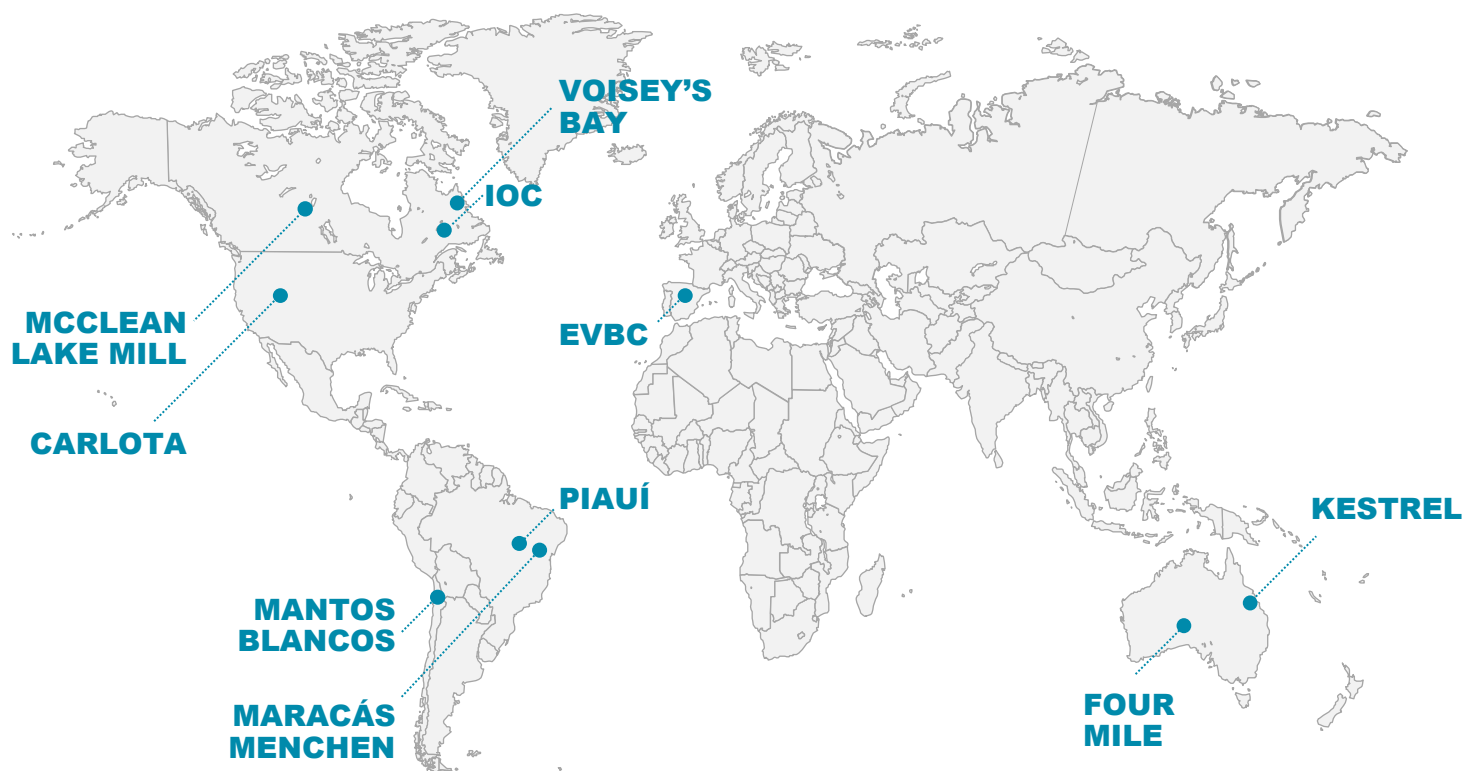 VOISEY'S
BAY
IOC
MCCLEAN
LAKE MILL
EVBC
CARLOTA
PIAUÍ
KESTREL
MANTOS
BLANCOS
MARACÁS
MENCHEN
FOUR
MILE